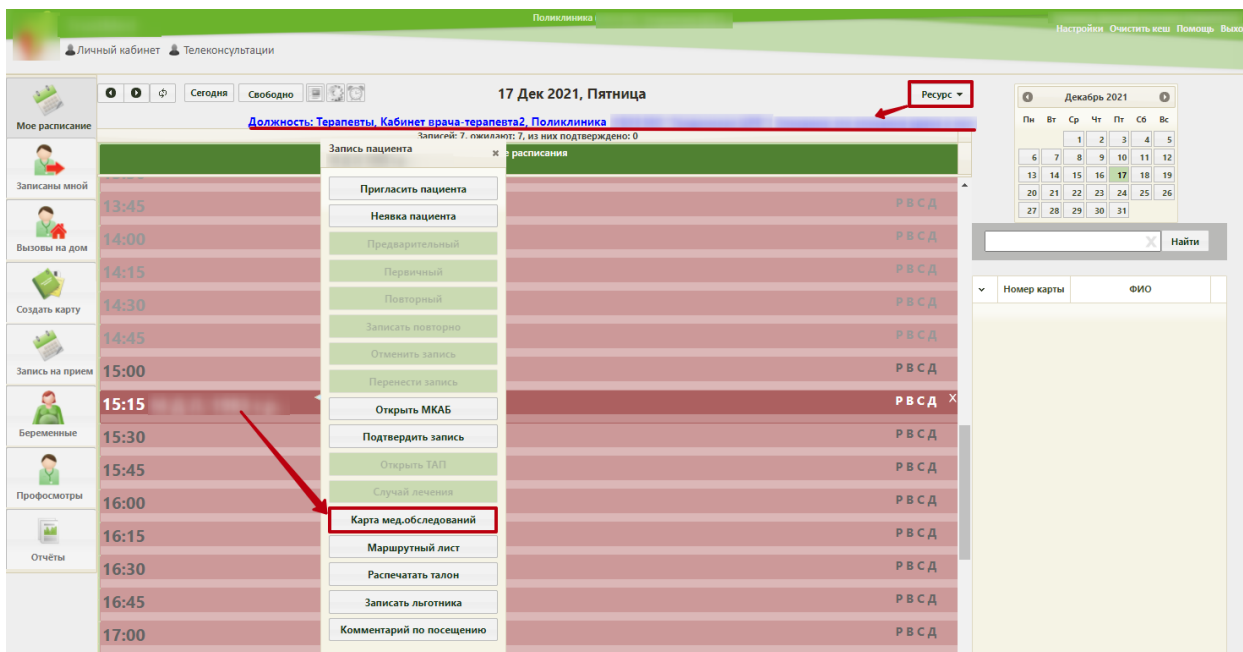 Поликлиника
Настройки Очистить кеш Помощь Выхо
Личный кабинет Телеконсультации
Сегодня Свободно
17 Дек 2021, Пятница
Ресурс
Должность: Терапевты, Кабинет врача-терапевта2, Поликлиника
Записей: 7, ожидают: 7, из них подтверждено: 0
е расписания
Мое расписание
Записаны мной
Вызовы на дом
Создать карту
Запись на прием
Беременные
Профосмотры
Отчёты
13:45 Р В С Д
14:00 Р В С Д
14:15 Р В С Д
14:30 Р В С Д
14:45 Р В С Д
15:00 Р В С Д
15:15 Р В С Д X
15:30 Р В С Д
15:45 Р В С Д
16:00 Р В С Д
16:15 Р В С Д
16:30 Р В С Д
16:45 Р В С Д
17:00 Р В С Д
Запись пациента
Пригласить пациента
Неявка пациента
Предварительный
Первичный
Повторный
Записать повторно
Отменить запись
Перенести запись
Открыть МКАБ
Подтвердить запись
Открыть ТАП
Случай лечения
Карта мед.обследований
Маршрутный лист
Распечатать талон
Записать льготника
Комментарий по посещению
Декабрь 2021
Пн Вт Ср Чт Пт Сб Вс
1 2 3 4 5
6 7 8 9 10 11 12
13 14 15 16 17 18 19
20 21 22 23 24 25 26
27 28 29 30 31
X Найти
Номер карты ФИО